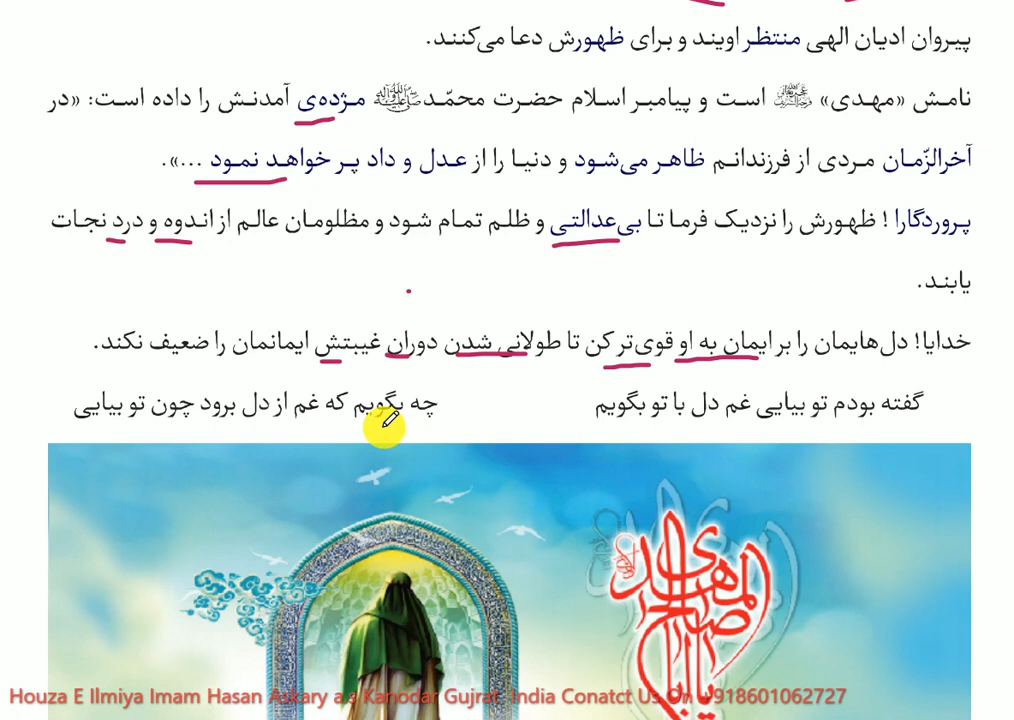 پیروان ادیان الهی منتظر اویند و برای ظهورش دعا می‌کنند.
نامش «مهدی» است و پیامبر اسلام حضرت محمّد ﷺ مژده‌ی آمدنش را داده است: «در
آخرالزّمان مردی از فرزندانم ظاهر می‌شود و دنیا را از عدل و داد پر خواهد نمود ...».
پروردگارا ! ظهورش را نزدیک فرما تا بی‌عدالتی و ظلم تمام شود و مظلومان عالم از اندوه و درد نجات
یابند.
خدایا! دل‌هایمان را بر ایمان به او قوی‌تر کن تا طولانی شدن دوران غیبتش ایمانمان را ضعیف نکند.
گفته بودم تو بیایی غم دل با تو بگویم چه بگویم که غم از دل برود چون تو بیایی
Houza E Ilmiya Imam Hasan Askary a.s Kanodar Gujrat, India Conatct Us On +918601062727